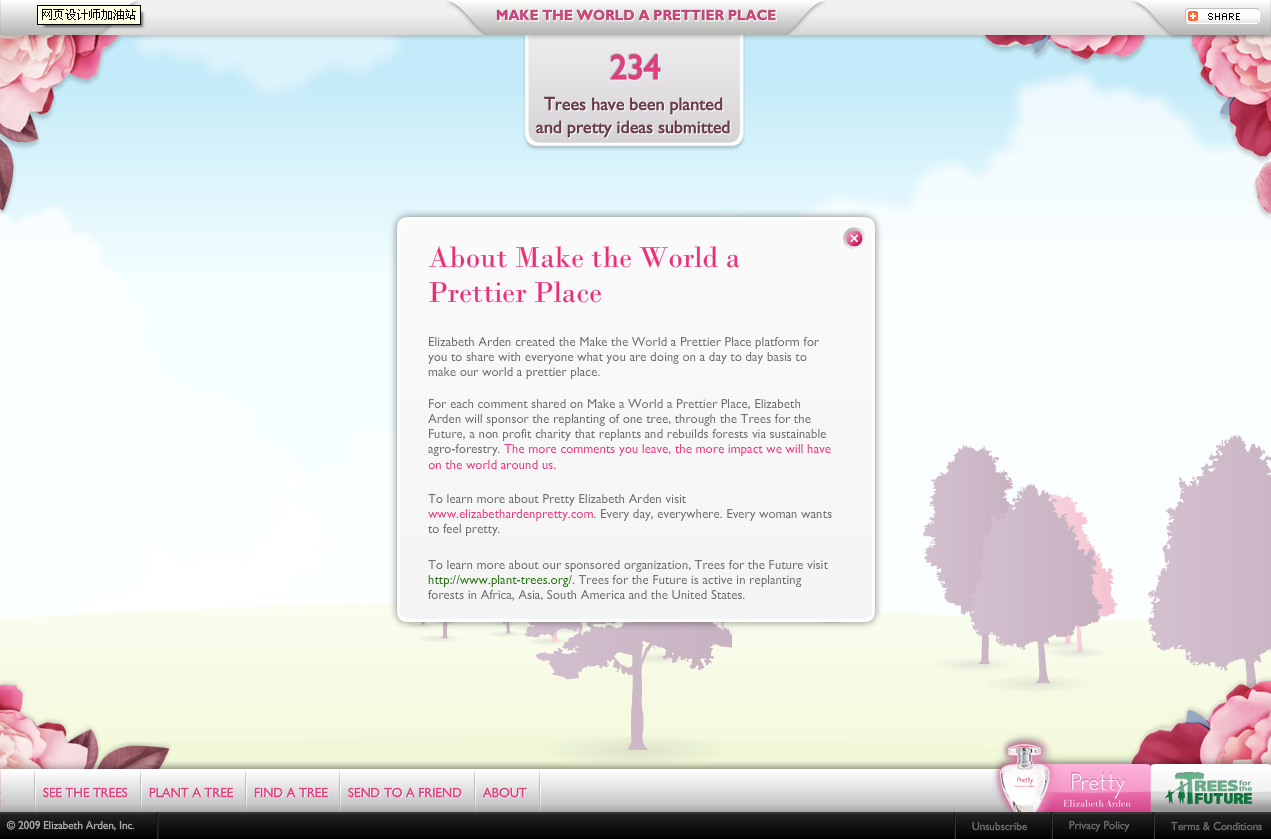 网页设计师加油站
MAKE THE WORLD A PRETTIER PLACE
SHARE
234
Trees have been planted
and pretty ideas submitted
About Make the World a
Prettier Place
Elizabeth Arden created the Make the World a Prettier Place platform for
you to share with everyone what you are doing on a day to day basis to
make our world a prettier place.
For each comment shared on Make a World a Prettier Place, Elizabeth
Arden will sponsor the replanting of one tree, through the Trees for the
Future, a non profit charity that replants and rebuilds forests via sustainable
agro-forestry. The more comments you leave, the more impact we will have
on the world around us.
To learn more about Pretty Elizabeth Arden visit
www.elizabethardenpretty.com. Every day, everywhere. Every woman wants
to feel pretty.
To learn more about our sponsored organization, Trees for the Future visit
http://www.plant-trees.org/. Trees for the Future is active in replanting
forests in Africa, Asia, South America and the United States.
SEE THE TREES
PLANT A TREE
FIND A TREE
SEND TO A FRIEND
ABOUT
Pretty
Pretty
Elizabeth Arden
TREES for the
FUTURE
© 2009 Elizabeth Arden, Inc.
Unsubscribe
Privacy Policy
Terms & Conditions